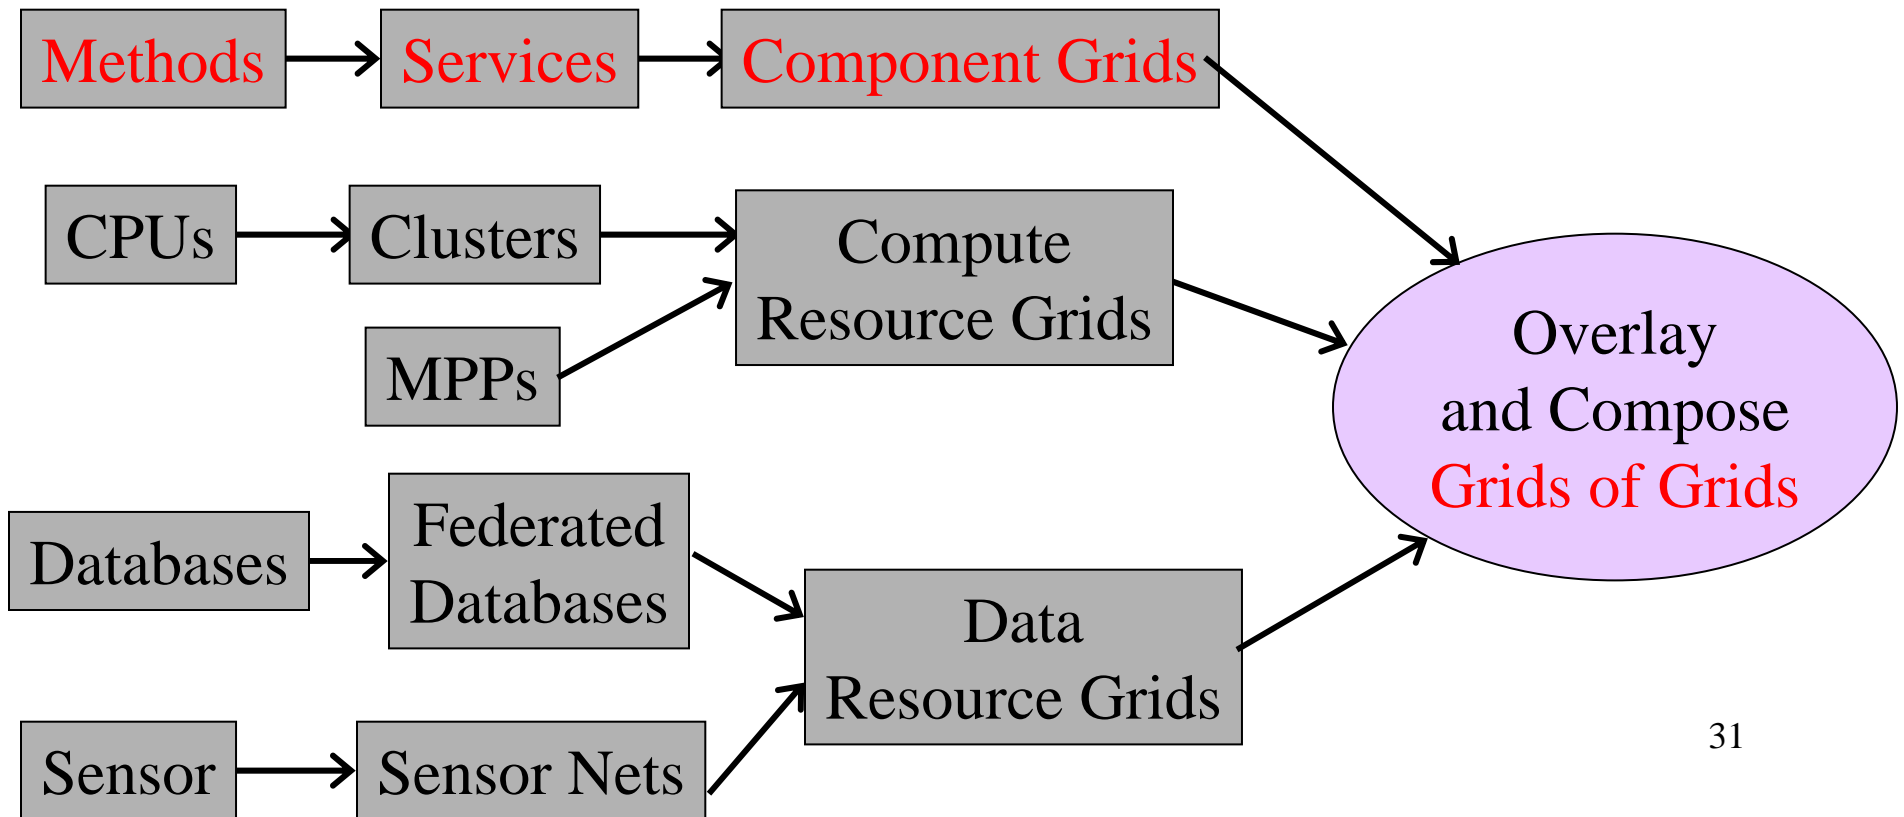 Methods
Services
Component Grids
CPUs
Clusters
Compute
Resource Grids
MPPs
Overlay
and Compose
Grids of Grids
Databases
Federated
Databases
Data
Resource Grids
Sensor
Sensor Nets
31